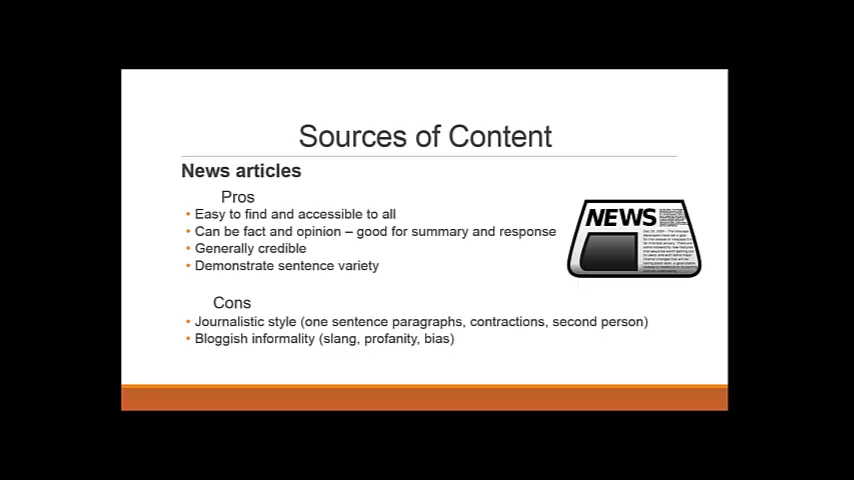 Sources of Content
News articles
Pros
• Easy to find and accessible to all
• Can be fact and opinion – good for summary and response
• Generally credible
• Demonstrate sentence variety
NEWS
Cons
• Journalistic style (one sentence paragraphs, contractions, second person)
• Bloggish informality (slang, profanity, bias)